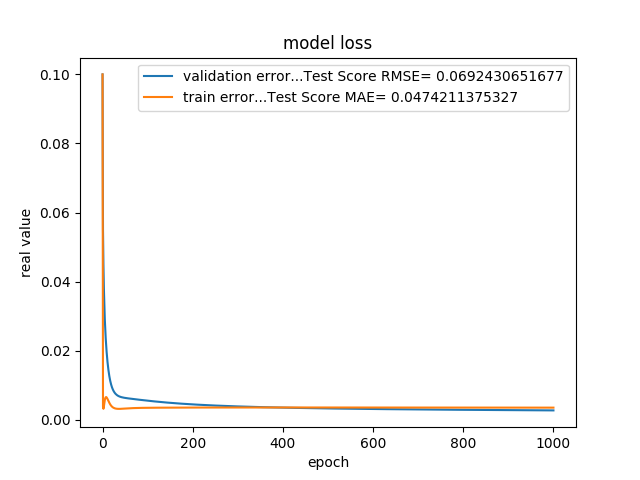 model loss
validation error...Test Score RMSE= 0.0692430651677
train error...Test Score MAE= 0.0474211375327
0.10
0.08
0.06
0.04
0.02
0.00
real value
0 200 400 600 800 1000
epoch